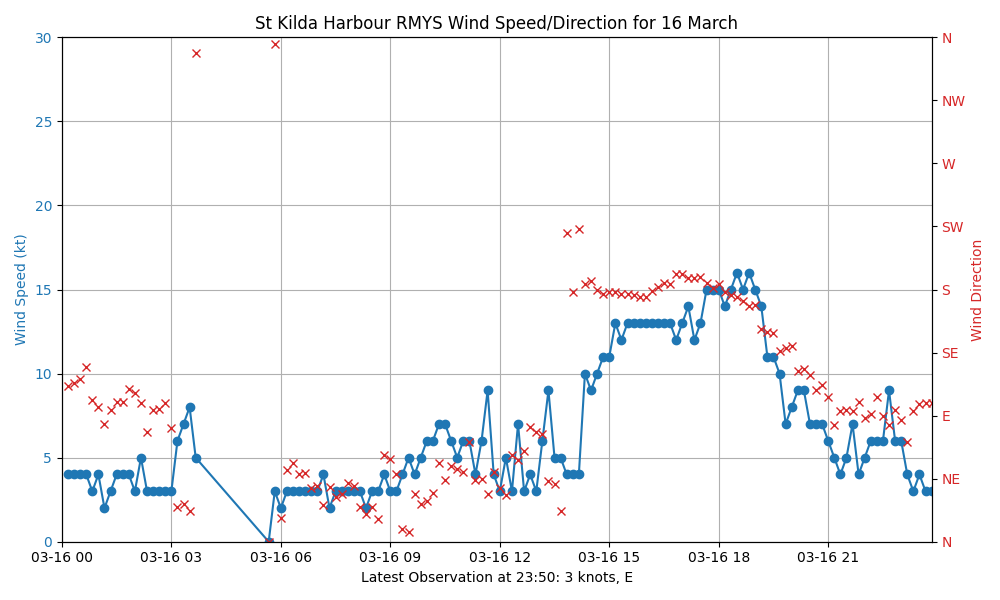 St Kilda Harbour RMYS Wind Speed/Direction for 16 March
30
25
20
15
10
5
0
Wind Speed (kt)
N
NW
W
SW
S
SE
E
NE
N
Wind Direction
03-16 00
03-16 03
03-16 06
03-16 09
03-16 12
03-16 15
03-16 18
03-16 21
Latest Observation at 23:50: 3 knots, E